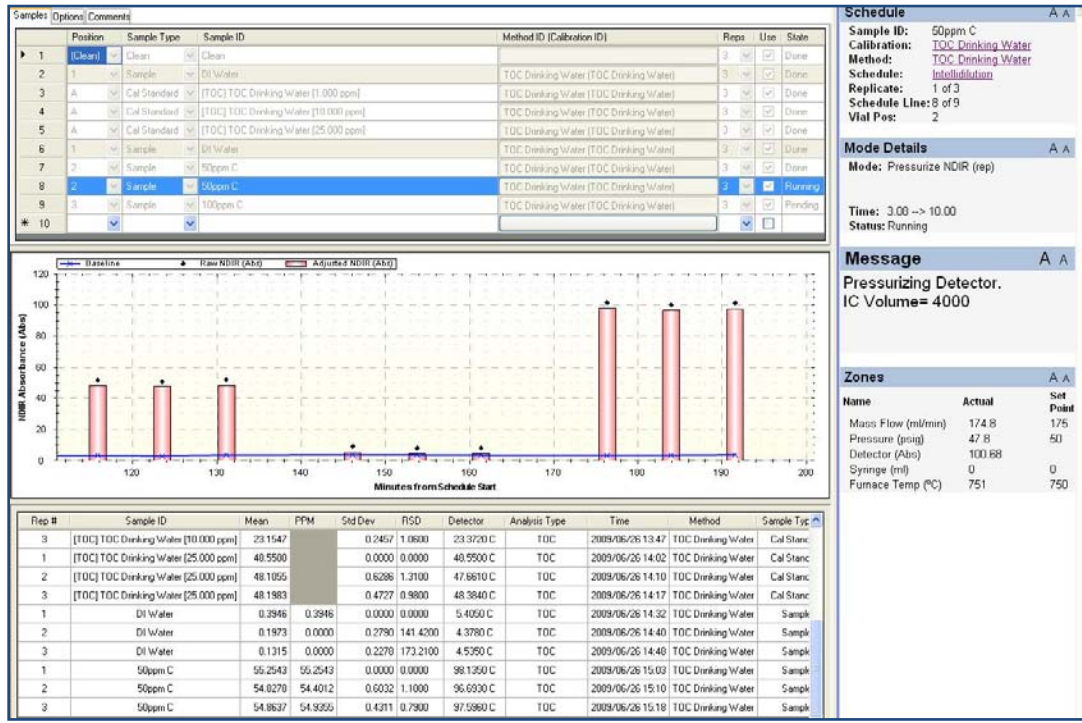 Samples Options Comments
Position Sample Type Sample ID Method ID (Calibration ID) Reps Use State
1 (Clean) Clean Clean 3 Done
2 1 Sample DI Water TOC Drinking Water (TOC Drinking Water) 3 Done
3 A Cal Standard [TOC] TOC Drinking Water [1.000 ppm] TOC Drinking Water (TOC Drinking Water) 3 Done
4 A Cal Standard [TOC] TOC Drinking Water [10.000 ppm] TOC Drinking Water (TOC Drinking Water) 3 Done
5 A Cal Standard [TOC] TOC Drinking Water [25.000 ppm] TOC Drinking Water (TOC Drinking Water) 3 Done
6 1 Sample DI Water TOC Drinking Water (TOC Drinking Water) 3 Done
7 2 Sample 50ppm C TOC Drinking Water (TOC Drinking Water) 3 Done
8 2 Sample 50ppm C TOC Drinking Water (TOC Drinking Water) 3 Running
9 3 Sample 100ppm C TOC Drinking Water (TOC Drinking Water) 3 Pending
* 10
Baseline Raw NDIR (Abs) Adjusted NDIR (Abs)
NDIR Absorbance (Abs)
120
100
80
60
40
20
0
120 130 140 150 160 170 180 190 200
Minutes from Schedule Start
Rep # Sample ID Mean PPM Std Dev RSD Detector Analysis Type Time Method Sample Typ
3 [TOC] TOC Drinking Water [10.000 ppm] 23.1547 0.2457 1.0600 23.3720 C TOC 2009/06/26 13:47 TOC Drinking Water Cal Stanc
1 [TOC] TOC Drinking Water [25.000 ppm] 48.5500 0.0000 0.0000 48.5500 C TOC 2009/06/26 14:02 TOC Drinking Water Cal Stanc
2 [TOC] TOC Drinking Water [25.000 ppm] 48.1055 0.6286 1.3100 47.6610 C TOC 2009/06/26 14:10 TOC Drinking Water Cal Stanc
3 [TOC] TOC Drinking Water [25.000 ppm] 48.1983 0.4727 0.9800 48.3840 C TOC 2009/06/26 14:17 TOC Drinking Water Cal Stanc
1 DI Water 0.3946 0.3946 0.0000 0.0000 5.4050 C TOC 2009/06/26 14:32 TOC Drinking Water Sample
2 DI Water 0.1973 0.0000 0.2790 141.4200 4.3780 C TOC 2009/06/26 14:40 TOC Drinking Water Sample
3 DI Water 0.1315 0.0000 0.2278 173.2100 4.5350 C TOC 2009/06/26 14:48 TOC Drinking Water Sample
1 50ppm C 55.2543 55.2543 0.0000 0.0000 98.1350 C TOC 2009/06/26 15:03 TOC Drinking Water Sample
2 50ppm C 54.8278 54.4012 0.6032 1.1000 96.6930 C TOC 2009/06/26 15:10 TOC Drinking Water Sample
3 50ppm C 54.8637 54.9355 0.4311 0.7900 97.5960 C TOC 2009/06/26 15:18 TOC Drinking Water Sample
Schedule A A
Sample ID: 50ppm C
Calibration: TOC Drinking Water
Method: TOC Drinking Water
Schedule: Intellidilution
Replicate: 1 of 3
Schedule Line: 8 of 9
Vial Pos: 2
Mode Details A A
Mode: Pressurize NDIR (rep)
Time: 3.00 --> 10.00
Status: Running
Message A A
Pressurizing Detector.
IC Volume= 4000
Zones A A
Name Actual Set Point
Mass Flow (ml/min) 174.8 175
Pressure (psig) 47.8 50
Detector (Abs) 100.68
Syringe (ml) 0 0
Furnace Temp (ºC) 751 750